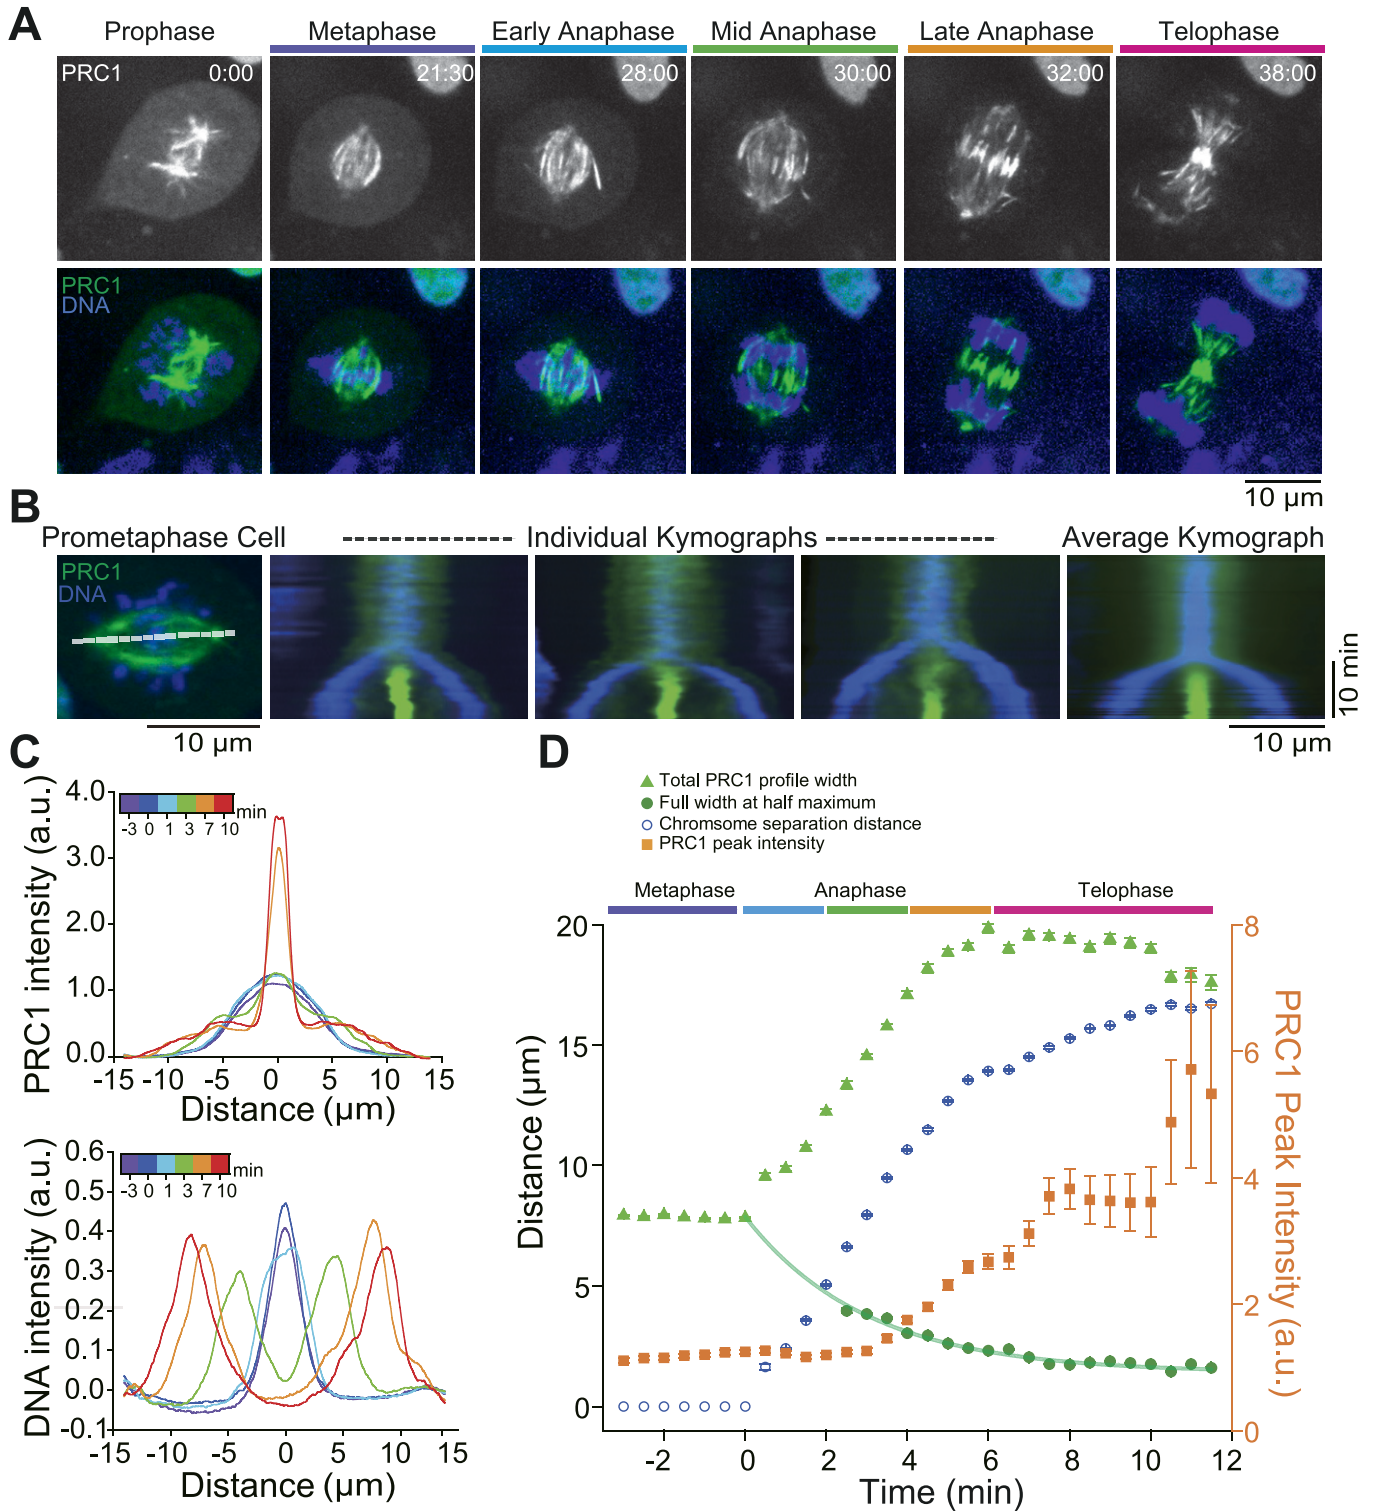 A
Prophase
Metaphase
Early Anaphase
Mid Anaphase
Late Anaphase
Telophase
PRC1
0:00
21:30
28:00
30:00
32:00
38:00
PRC1
DNA
10 µm
B
Prometaphase Cell
Individual Kymographs
Average Kymograph
PRC1
DNA
10 min
10 µm
10 µm
C
PRC1 intensity (a.u.)
4.0
3.0
2.0
1.0
0.0
min
-3 0 1 3 7 10
-15 -10 -5 0 5 10 15
Distance (µm)
DNA intensity (a.u.)
0.6
0.5
0.4
0.3
0.2
0.1
0.0
-0.1
min
-3 0 1 3 7 10
-15 -10 -5 0 5 10 15
Distance (µm)
D
Total PRC1 profile width
Full width at half maximum
Chromsome separation distance
PRC1 peak intensity
Metaphase
Anaphase
Telophase
Distance (µm)
20
15
10
5
0
8
6
4
2
0
PRC1 Peak Intensity (a.u.)
-2 0 2 4 6 8 10 12
Time (min)